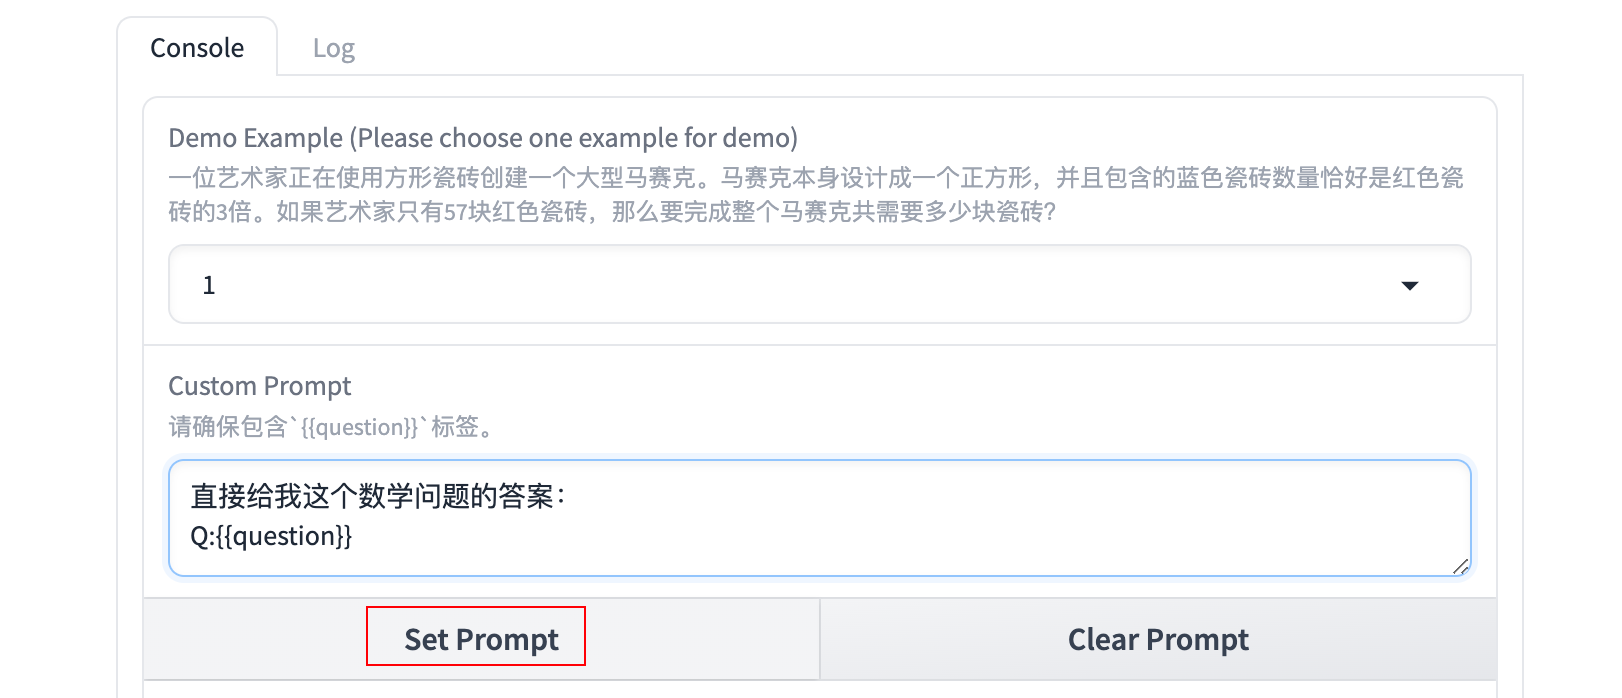 Console
Log
Demo Example (Please choose one example for demo)
一位艺术家正在使用方形瓷砖创建一个大型马赛克。马赛克本身设计成一个正方形，并且包含的蓝色瓷砖数量恰好是红色瓷
砖的3倍。如果艺术家只有57块红色瓷砖，那么要完成整个马赛克共需要多少块瓷砖？
1
Custom Prompt
请确保包含`{{question}}`标签。
直接给我这个数学问题的答案：
Q:{{question}}
Set Prompt
Clear Prompt